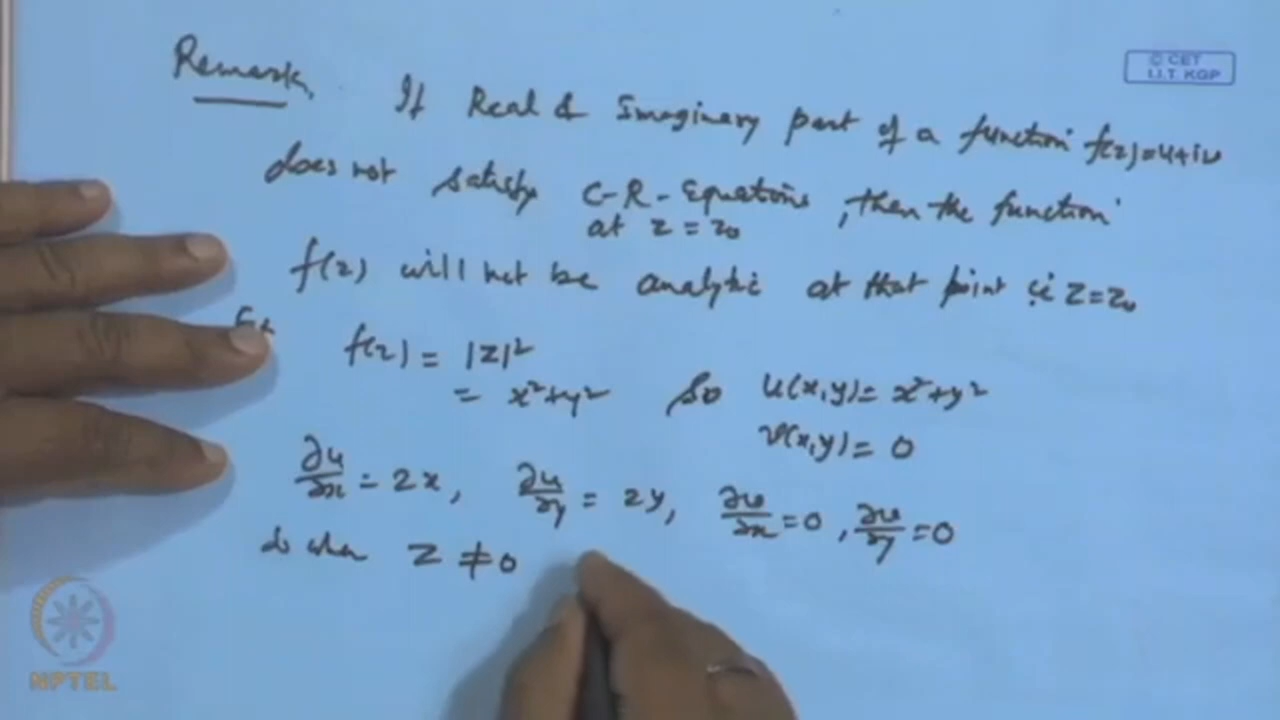 Remark. If Real & Imaginary part of a function f(z)=u+iv
© CET
I.I.T. KGP
does not satisfy C-R-Equations, then the function
at z=z₀
f(z) will not be analytic at that point ie z=z₀
f(z) = |z|²
= x²+y² So u(x,y)= x²+y²
v(x,y)= 0
∂u/∂x = 2x, ∂u/∂y = 2y, ∂v/∂x =0, ∂v/∂y =0
when z ≠ 0
NPTEL